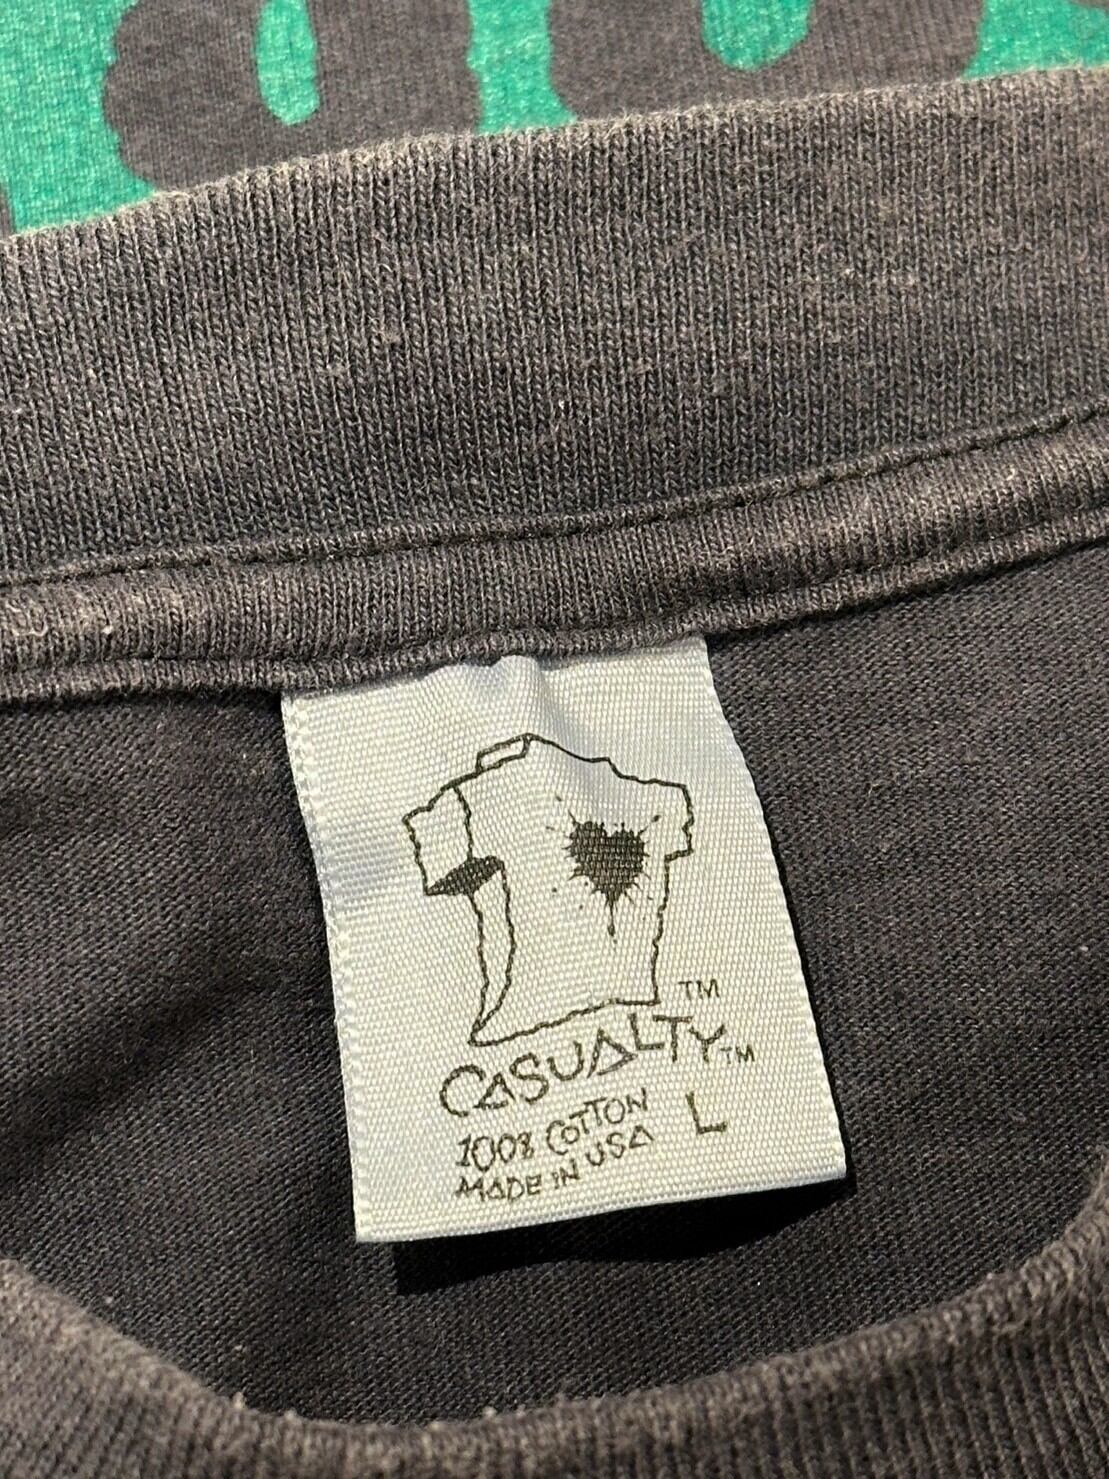 TM
CASUALTY TM
100% COTTON L
MADE IN USA